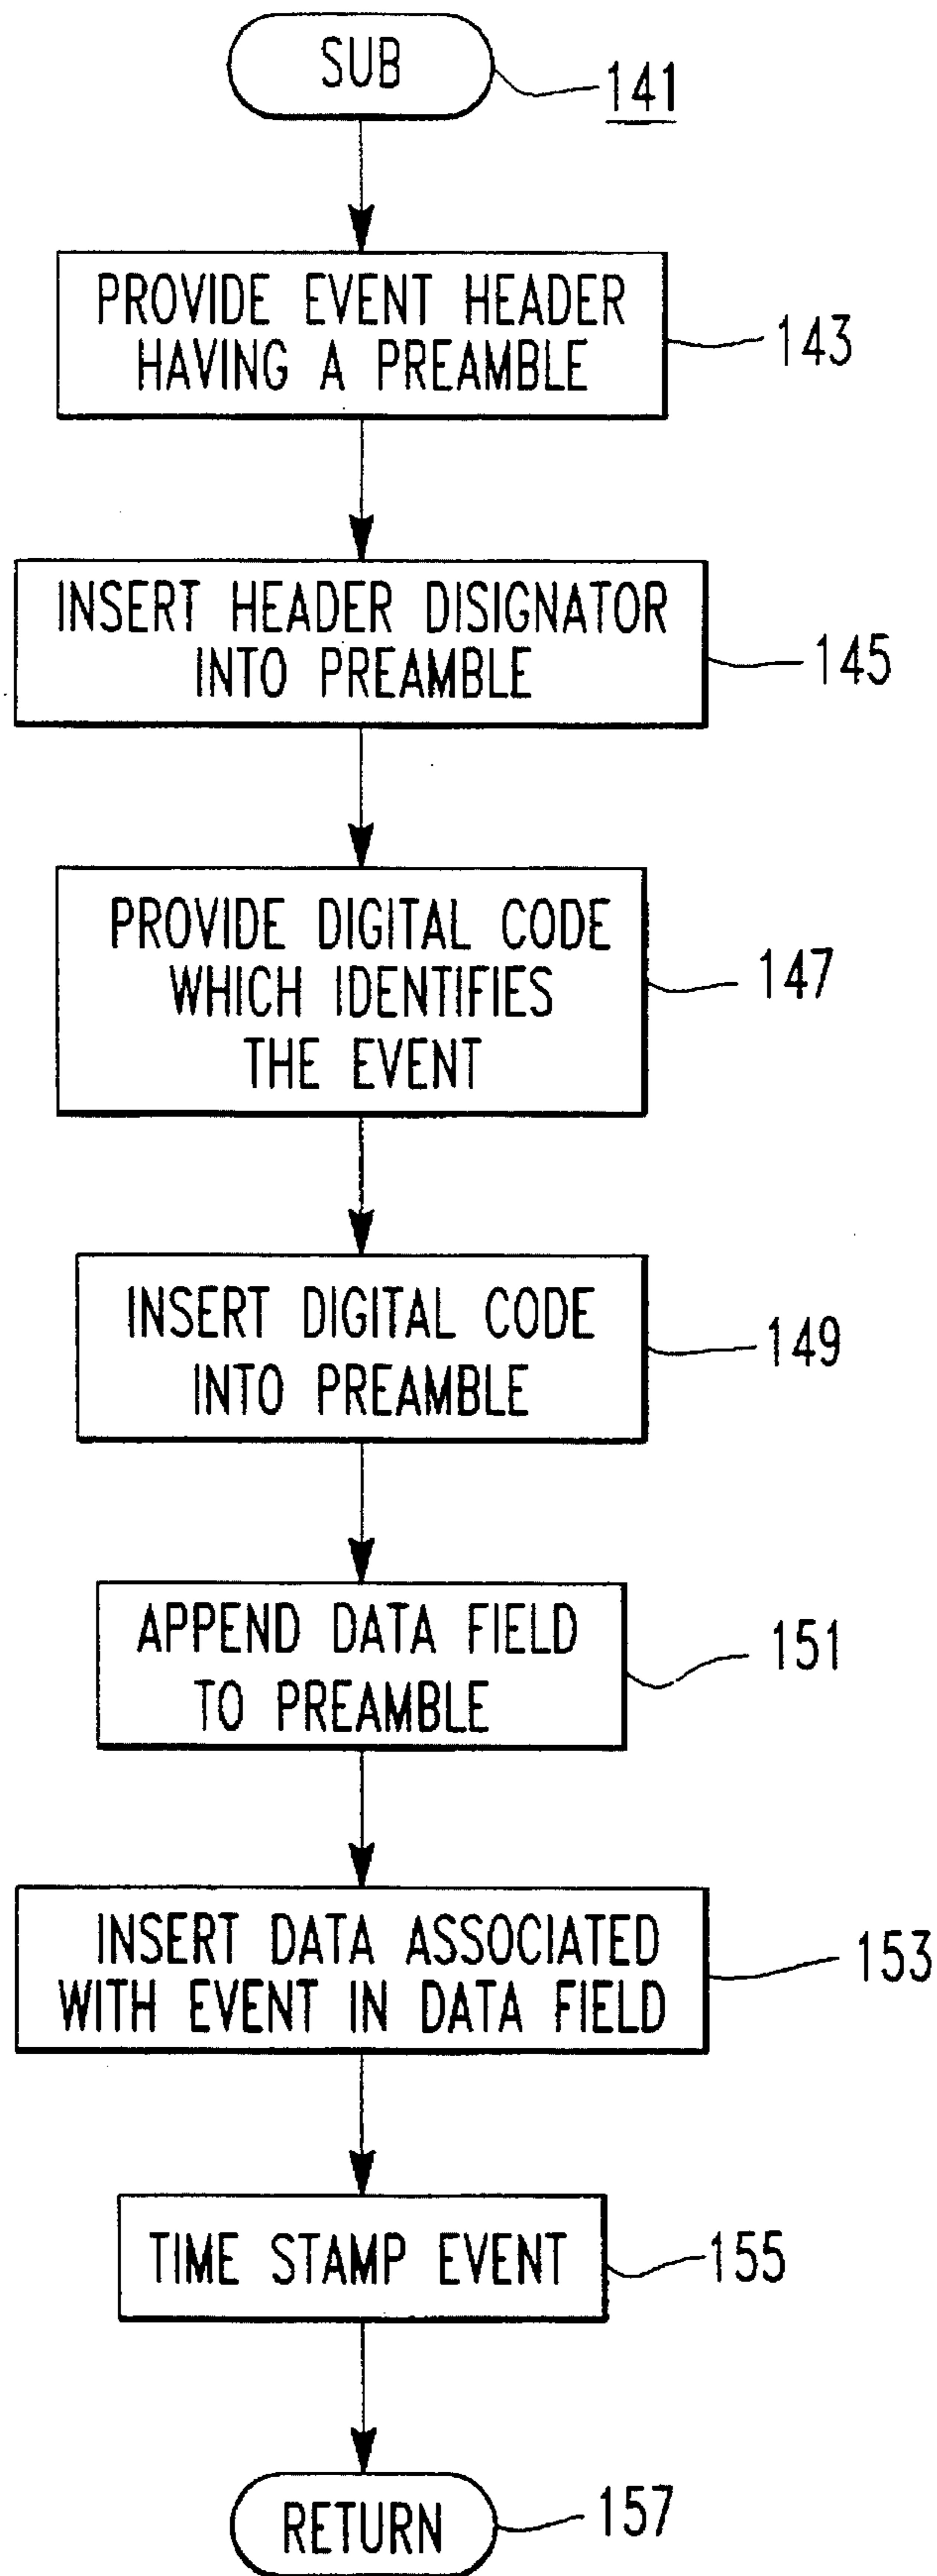 SUB
141
PROVIDE EVENT HEADER
HAVING A PREAMBLE
143
INSERT HEADER DISIGNATOR
INTO PREAMBLE
145
PROVIDE DIGITAL CODE
WHICH IDENTIFIES
THE EVENT
147
INSERT DIGITAL CODE
INTO PREAMBLE
149
APPEND DATA FIELD
TO PREAMBLE
151
INSERT DATA ASSOCIATED
WITH EVENT IN DATA FIELD
153
TIME STAMP EVENT
155
RETURN
157